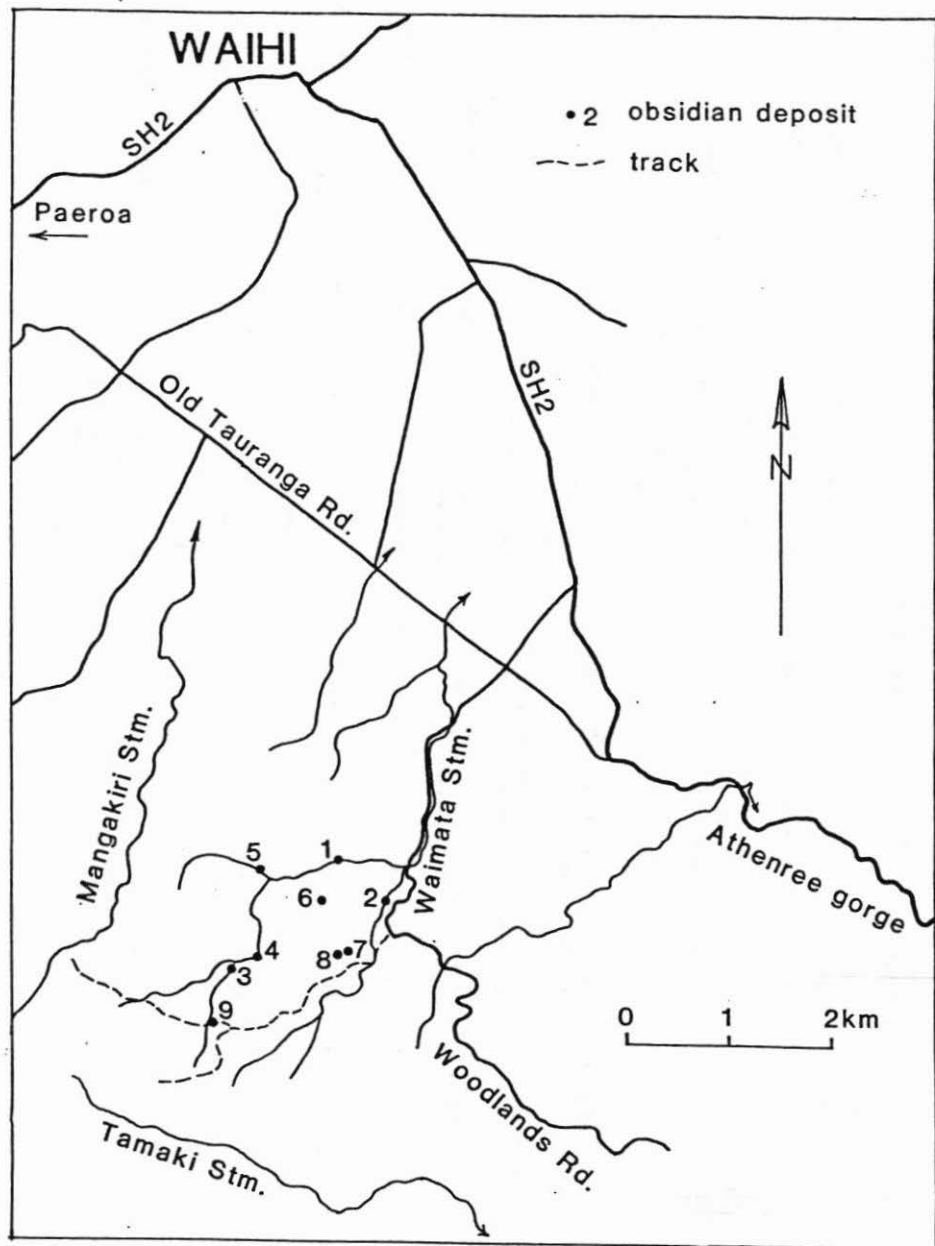 WAIHI
•2 obsidian deposit
SH2
track
Paeroa
SH2
Old Tauranga Rd.
N
Mangakiri Stm.
Waimata Stm.
Athenree gorge
5
1
6
2
4
8
7
3
9
0 1 2km
Woodlands Rd.
Tamaki Stm.